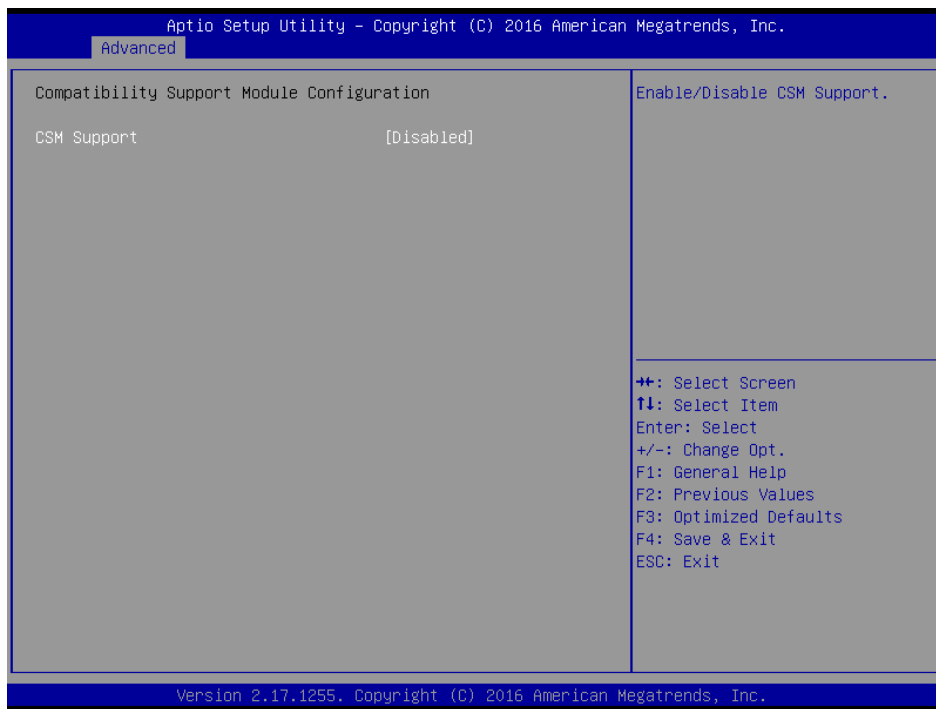 Aptio Setup Utility – Copyright (C) 2016 American Megatrends, Inc.
Advanced
Compatibility Support Module Configuration
CSM Support [Disabled]
Enable/Disable CSM Support.
→←: Select Screen
↑↓: Select Item
Enter: Select
+/-: Change Opt.
F1: General Help
F2: Previous Values
F3: Optimized Defaults
F4: Save & Exit
ESC: Exit
Version 2.17.1255. Copyright (C) 2016 American Megatrends, Inc.